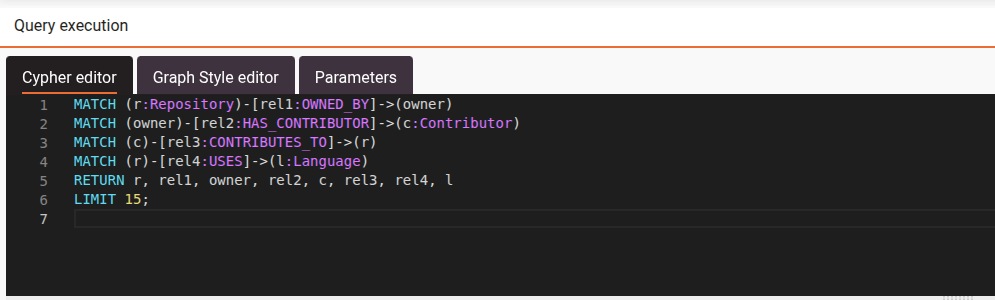 Query execution
Cypher editor Graph Style editor Parameters
1 MATCH (r:Repository)-[rel1:OWNED_BY]->(owner)
2 MATCH (owner)-[rel2:HAS_CONTRIBUTOR]->(c:Contributor)
3 MATCH (c)-[rel3:CONTRIBUTES_TO]->(r)
4 MATCH (r)-[rel4:USES]->(l:Language)
5 RETURN r, rel1, owner, rel2, c, rel3, rel4, l
6 LIMIT 15;
7